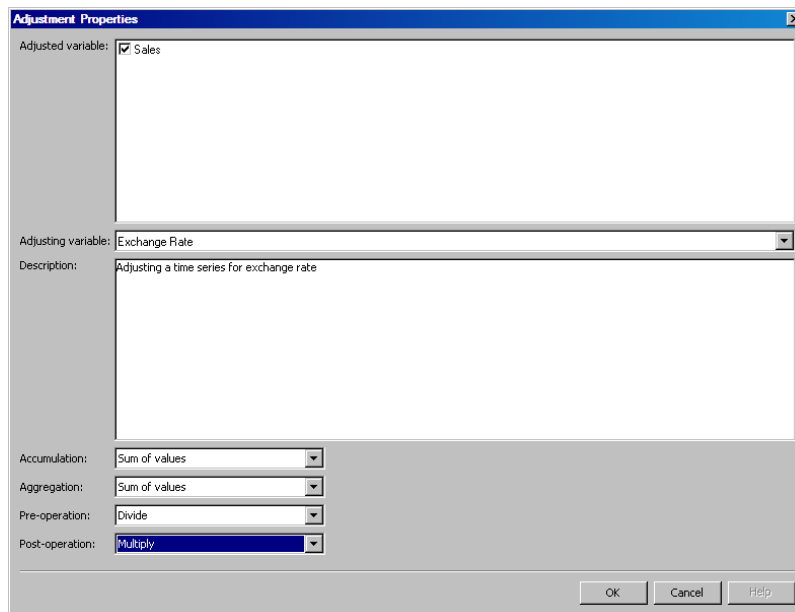 Adjustment Properties
Adjusted variable: Sales
Adjusting variable: Exchange Rate
Description: Adjusting a time series for exchange rate
Accumulation: Sum of values
Aggregation: Sum of values
Pre-operation: Divide
Post-operation: Multiply
OK Cancel Help